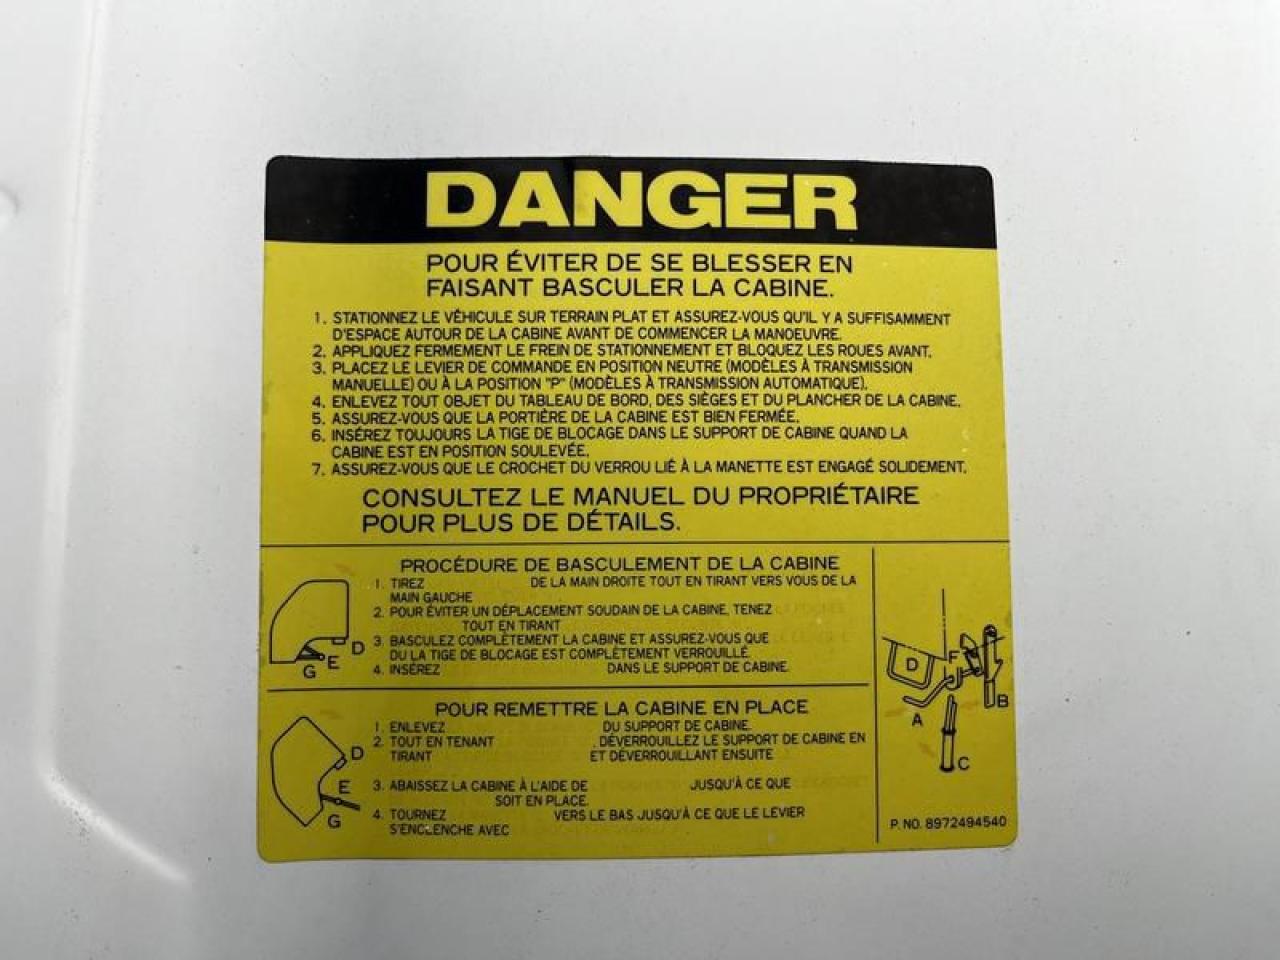 DANGER
POUR ÉVITER DE SE BLESSER EN
FAISANT BASCULER LA CABINE.
1. STATIONNEZ LE VÉHICULE SUR TERRAIN PLAT ET ASSUREZ-VOUS QU'IL Y A SUFFISAMMENT
D'ESPACE AUTOUR DE LA CABINE AVANT DE COMMENCER LA MANOEUVRE.
2. APPLIQUEZ FERMEMENT LE FREIN DE STATIONNEMENT ET BLOQUEZ LES ROUES AVANT.
3. PLACEZ LE LEVIER DE COMMANDE EN POSITION NEUTRE (MODÈLES À TRANSMISSION
MANUELLE) OU À LA POSITION "P" (MODÈLES À TRANSMISSION AUTOMATIQUE).
4. ENLEVEZ TOUT OBJET DU TABLEAU DE BORD, DES SIÈGES ET DU PLANCHER DE LA CABINE.
5. ASSUREZ-VOUS QUE LA PORTIÈRE DE LA CABINE EST BIEN FERMÉE.
6. INSÉREZ TOUJOURS LA TIGE DE BLOCAGE DANS LE SUPPORT DE CABINE QUAND LA
CABINE EST EN POSITION SOULEVÉE.
7. ASSUREZ-VOUS QUE LE CROCHET DU VERROU LIÉ À LA MANETTE EST ENGAGÉ SOLIDEMENT.
CONSULTEZ LE MANUEL DU PROPRIÉTAIRE
POUR PLUS DE DÉTAILS.
PROCÉDURE DE BASCULEMENT DE LA CABINE
1. TIREZ DE LA MAIN DROITE TOUT EN TIRANT VERS VOUS DE LA
MAIN GAUCHE
2. POUR ÉVITER UN DÉPLACEMENT SOUDAIN DE LA CABINE, TENEZ
TOUT EN TIRANT
3. BASCULEZ COMPLÈTEMENT LA CABINE ET ASSUREZ-VOUS QUE
DU LA TIGE DE BLOCAGE EST COMPLÈTEMENT VERROUILLÉ.
4. INSÉREZ DANS LE SUPPORT DE CABINE.
D
E
G
POUR REMETTRE LA CABINE EN PLACE
1. ENLEVEZ DU SUPPORT DE CABINE.
2. TOUT EN TENANT , DÉVERROUILLEZ LE SUPPORT DE CABINE EN
TIRANT ET DÉVERROUILLANT ENSUITE
3. ABAISSEZ LA CABINE À L'AIDE DE JUSQU'À CE QUE
SOIT EN PLACE.
4. TOURNEZ VERS LE BAS JUSQU'À CE QUE LE LEVIER
S'ENCLENCHE AVEC
D
E
G
D
F
A
B
C
P. NO. 8972494540